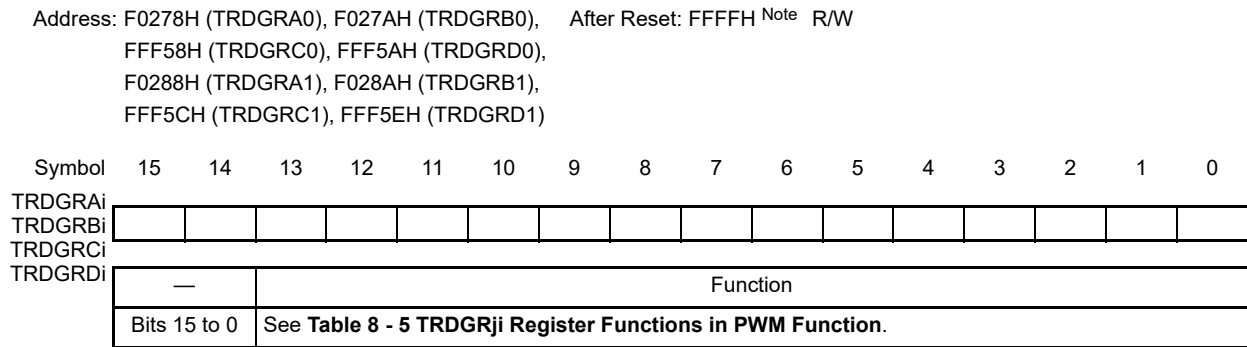 Address: F0278H (TRDGRA0), F027AH (TRDGRB0), After Reset: FFFFH Note R/W
FFF58H (TRDGRC0), FFF5AH (TRDGRD0),
F0288H (TRDGRA1), F028AH (TRDGRB1),
FFF5CH (TRDGRC1), FFF5EH (TRDGRD1)
Symbol 15 14 13 12 11 10 9 8 7 6 5 4 3 2 1 0
TRDGRAi
TRDGRBi
TRDGRCi
TRDGRDi
— Function
Bits 15 to 0 See Table 8 - 5 TRDGRji Register Functions in PWM Function.